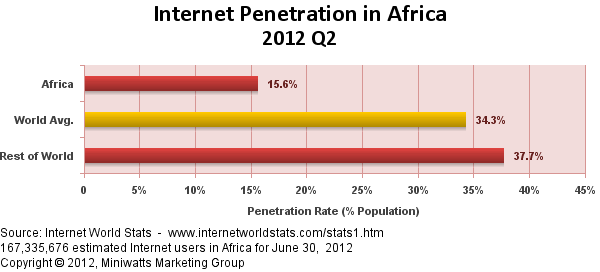 Internet Penetration in Africa
2012 Q2
Africa
15.6%
World Avg.
34.3%
Rest of World
37.7%
0 5% 10% 15% 20% 25% 30% 35% 40% 45%
Penetration Rate (% Population)
Source: Internet World Stats - www.internetworldstats.com/stats1.htm
167,335,676 estimated Internet users in Africa for June 30, 2012
Copyright © 2012, Miniwatts Marketing Group